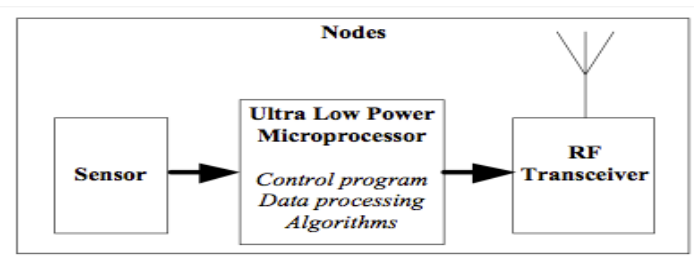 Nodes
Sensor
Ultra Low Power
Microprocessor
Control program
Data processing
Algorithms
RF
Transceiver